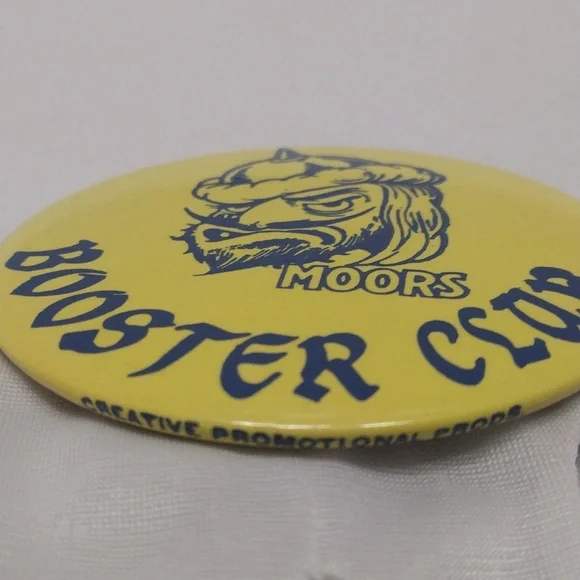 MOORS
BOOSTER CLUB
CREATIVE PROMOTIONAL PRODS